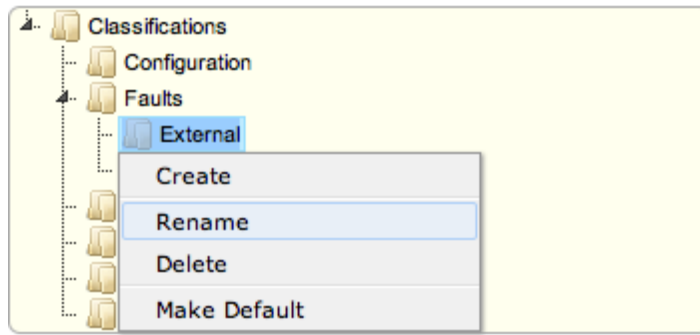 Classifications
Configuration
Faults
External
Create
Rename
Delete
Make Default